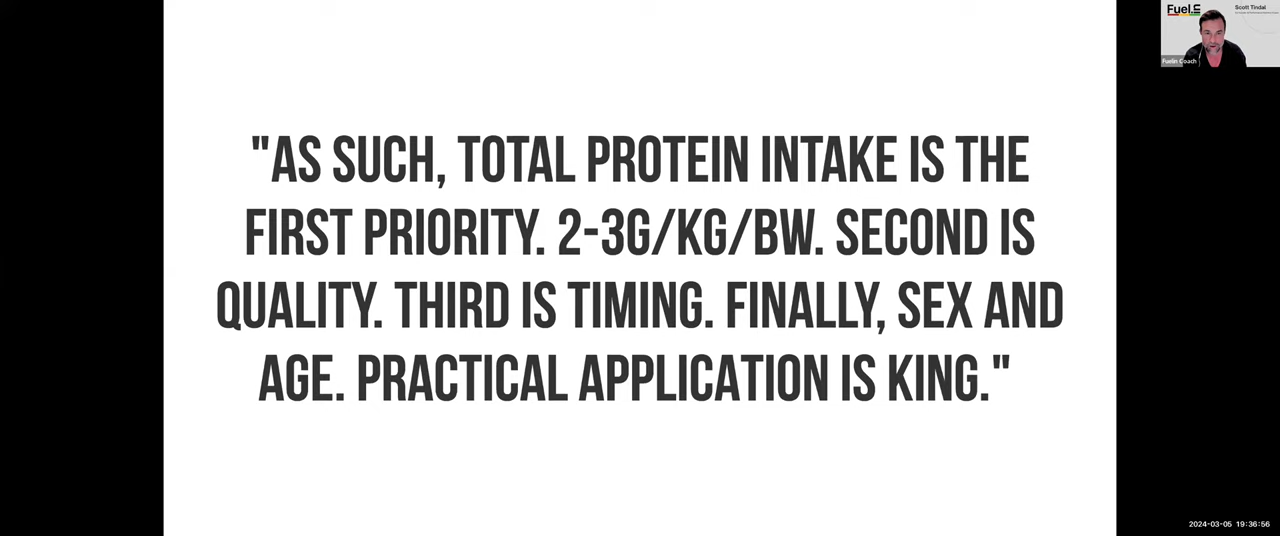 "AS SUCH, TOTAL PROTEIN INTAKE IS THE
FIRST PRIORITY. 2-3G/KG/BW. SECOND IS
QUALITY. THIRD IS TIMING. FINALLY, SEX AND
AGE. PRACTICAL APPLICATION IS KING."
Fuel.in
Scott Tindal
Fuelin Coach
2024-03-05 19:36:56